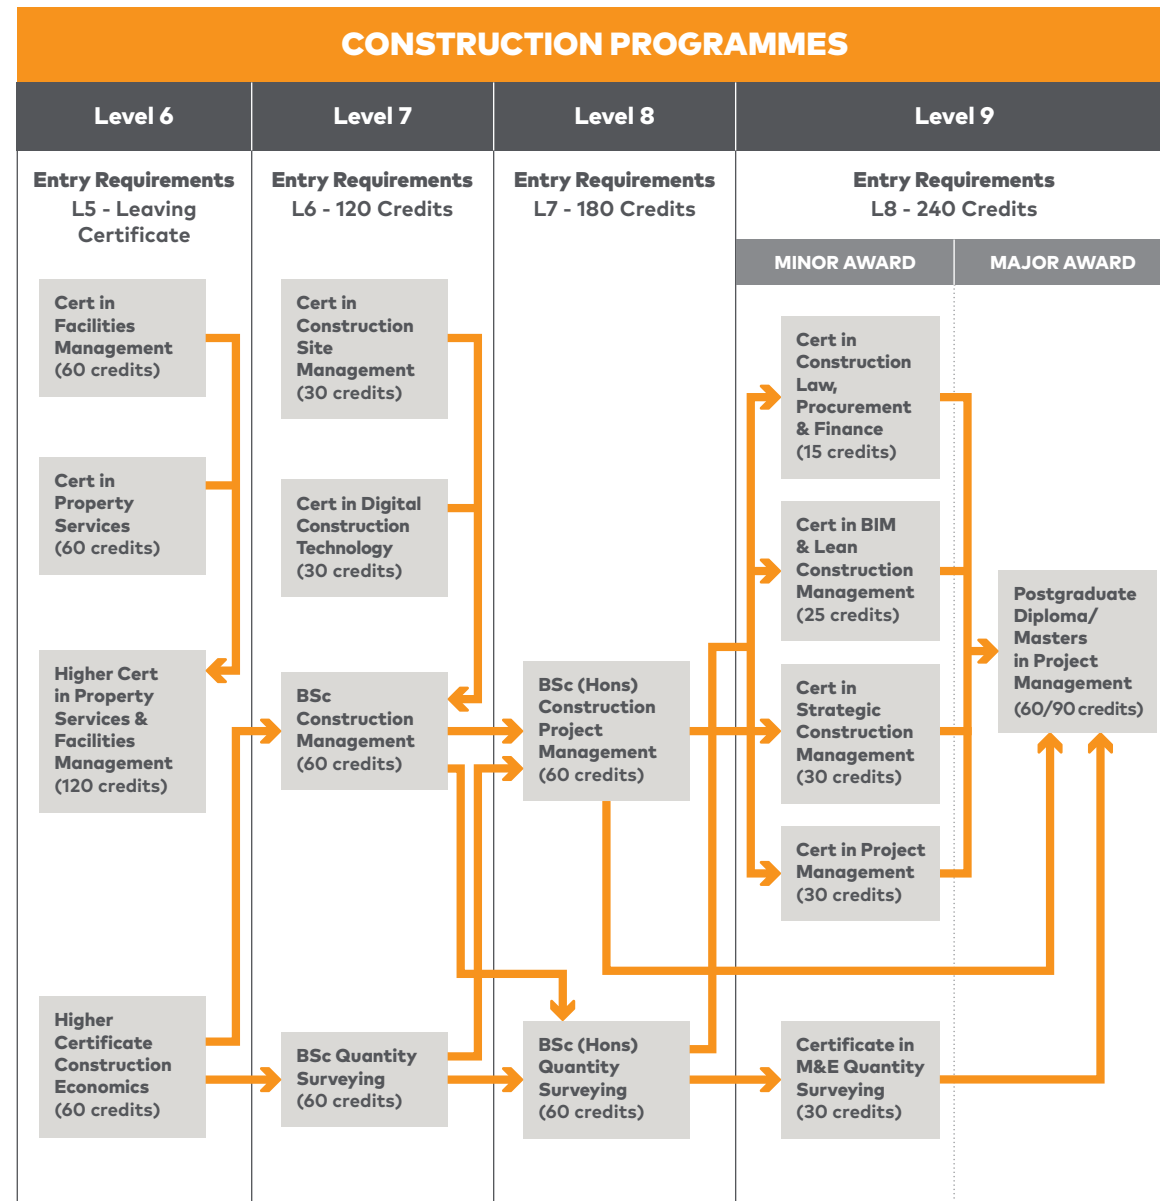 CONSTRUCTION PROGRAMMES
Level 6
Level 7
Level 8
Level 9
Entry Requirements
L5 - Leaving
Certificate
Entry Requirements
L6 - 120 Credits
Entry Requirements
L7 - 180 Credits
Entry Requirements
L8 - 240 Credits
MINOR AWARD
MAJOR AWARD
Cert in
Facilities
Management
(60 credits)
Cert in
Property
Services
(60 credits)
Higher Cert
in Property
Services &
Facilities
Management
(120 credits)
Higher
Certificate
Construction
Economics
(60 credits)
Cert in
Construction
Site
Management
(30 credits)
Cert in Digital
Construction
Technology
(30 credits)
BSc
Construction
Management
(60 credits)
BSc Quantity
Surveying
(60 credits)
BSc (Hons)
Construction
Project
Management
(60 credits)
BSc (Hons)
Quantity
Surveying
(60 credits)
Cert in
Construction
Law,
Procurement
& Finance
(15 credits)
Cert in BIM
& Lean
Construction
Management
(25 credits)
Cert in
Strategic
Construction
Management
(30 credits)
Cert in Project
Management
(30 credits)
Certificate in
M&E Quantity
Surveying
(30 credits)
Postgraduate
Diploma/
Masters
in Project
Management
(60/90 credits)